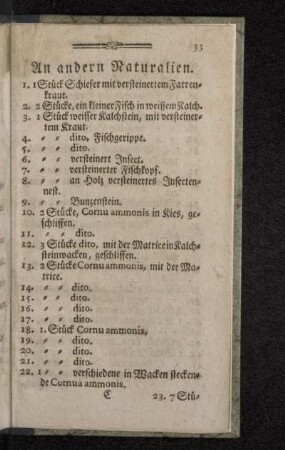 33
An andern Naturalien.
1. 1 Stück Schiefer mit versteinertem Farren-
kraut.
2. 2 Stücke, ein kleiner Fisch in weissem Kalch.
3. 1 Stück weisser Kalchstein, mit versteiner-
tem Kraut.
4. „ „ dito, Fischgerippe.
5. „ „ dito.
6. „ „ versteinert Insect.
7. „ „ versteinerter Fischkopf.
8. „ „ an Holz versteinertes Insecten-
nest.
9. „ „ Bunzenstein.
10. 2 Stücke, Cornu ammonis in Kies, ge-
schliffen.
11. „ „ dito.
12. 3 Stücke dito, mit der Matrice in Kalch-
steinwacken, geschliffen.
13. 2 Stücke Cornu ammonis, mit der Ma-
trice.
14. „ „ dito.
15. „ „ dito.
16. „ „ dito.
17. „ „ dito.
18. 1. Stück Cornu ammonis,
19. „ „ dito.
20. „ „ dito.
21. „ „ dito.
22. 1 „ „ verschiedene in Wacken stecken-
de Cornua ammonis.
C 23. 7 Stü-